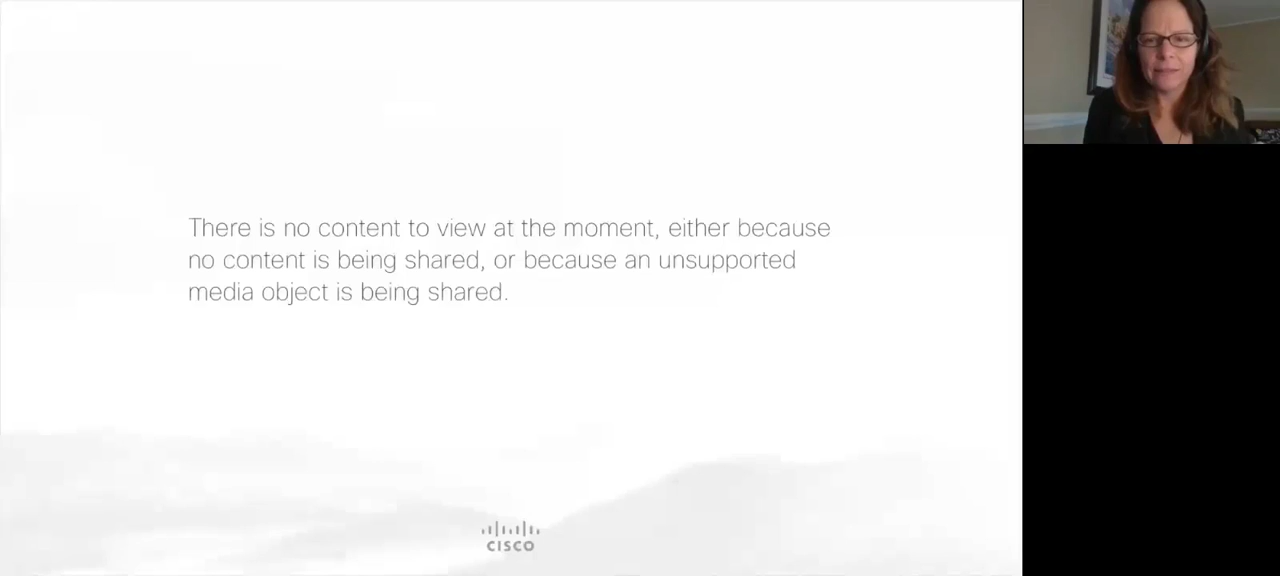 There is no content to view at the moment, either because
no content is being shared, or because an unsupported
media object is being shared.
CISCO